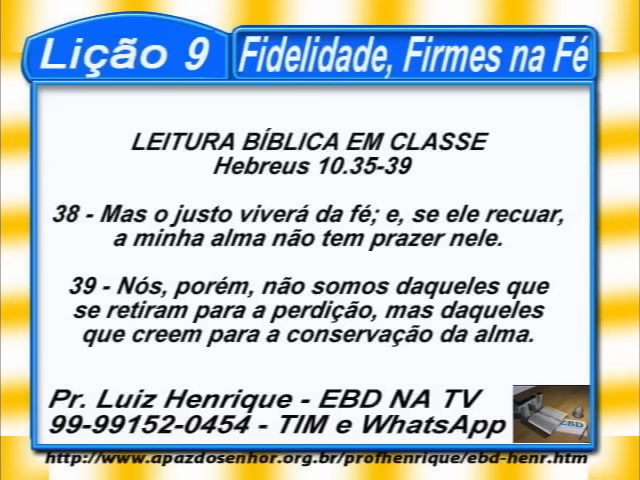 Lição 9
Fidelidade, Firmes na Fé
LEITURA BÍBLICA EM CLASSE
Hebreus 10.35-39
38 - Mas o justo viverá da fé; e, se ele recuar,
a minha alma não tem prazer nele.
39 - Nós, porém, não somos daqueles que
se retiram para a perdição, mas daqueles
que creem para a conservação da alma.
Pr. Luiz Henrique - EBD NA TV
99-99152-0454 - TIM e WhatsApp
EBD
http://www.apazdosenhor.org.br/profhenrique/ebd-henr.htm